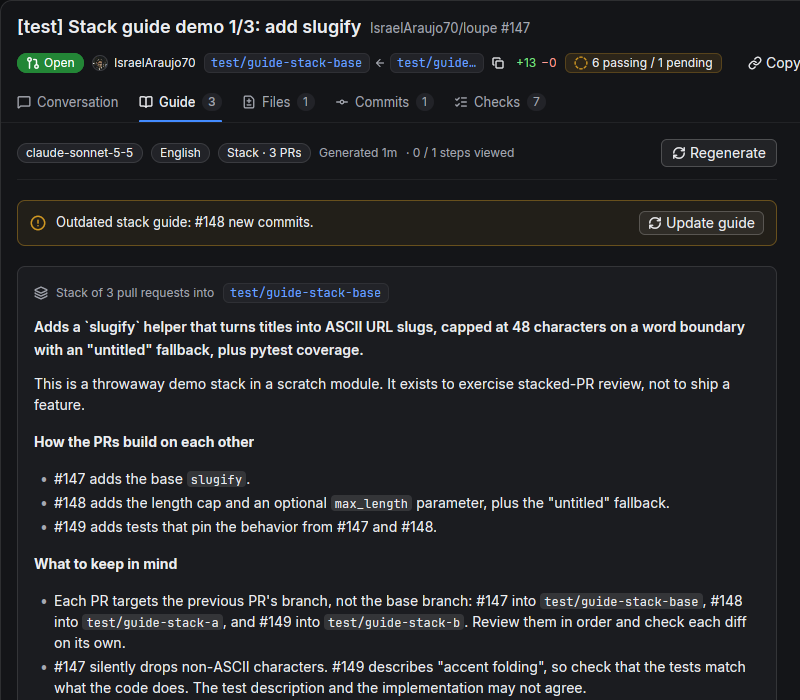 [test] Stack guide demo 1/3: add slugify IsraelAraujo70/loupe #147
Open IsraelAraujo70 test/guide-stack-base ← test/guide… +13 −0 6 passing / 1 pending Copy
Conversation Guide 3 Files 1 Commits 1 Checks 7
claude-sonnet-5-5 English Stack · 3 PRs Generated 1m · 0 / 1 steps viewed Regenerate
Outdated stack guide: #148 new commits. Update guide
Stack of 3 pull requests into test/guide-stack-base
Adds a `slugify` helper that turns titles into ASCII URL slugs, capped at 48 characters on a word boundary
with an "untitled" fallback, plus pytest coverage.
This is a throwaway demo stack in a scratch module. It exists to exercise stacked-PR review, not to ship a
feature.
How the PRs build on each other
• #147 adds the base slugify.
• #148 adds the length cap and an optional max_length parameter, plus the "untitled" fallback.
• #149 adds tests that pin the behavior from #147 and #148.
What to keep in mind
• Each PR targets the previous PR's branch, not the base branch: #147 into test/guide-stack-base, #148
into test/guide-stack-a, and #149 into test/guide-stack-b. Review them in order and check each diff
on its own.
• #147 silently drops non-ASCII characters. #149 describes "accent folding", so check that the tests match
what the code does. The test description and the implementation may not agree.